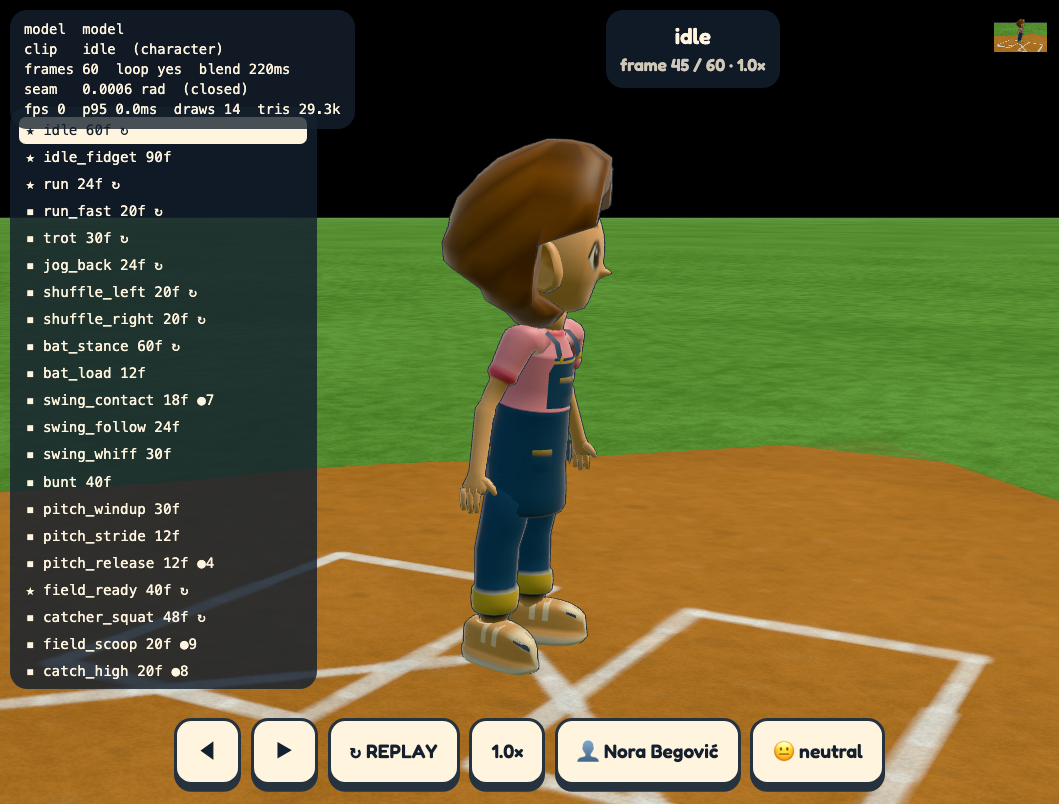 model model
clip idle (character)
frames 60 loop yes blend 220ms
seam 0.0006 rad (closed)
fps 0 p95 0.0ms draws 14 tris 29.3k
★ idle 60f ↻
★ idle_fidget 90f
★ run 24f ↻
▪ run_fast 20f ↻
▪ trot 30f ↻
▪ jog_back 24f ↻
▪ shuffle_left 20f ↻
▪ shuffle_right 20f ↻
▪ bat_stance 60f ↻
▪ bat_load 12f
▪ swing_contact 18f ●7
▪ swing_follow 24f
▪ swing_whiff 30f
▪ bunt 40f
▪ pitch_windup 30f
▪ pitch_stride 12f
▪ pitch_release 12f ●4
★ field_ready 40f ↻
▪ catcher_squat 48f ↻
▪ field_scoop 20f ●9
▪ catch_high 20f ●8
idle
frame 45 / 60 · 1.0×
◀ ▶ ↻ REPLAY 1.0× 👤 Nora Begović 😐 neutral